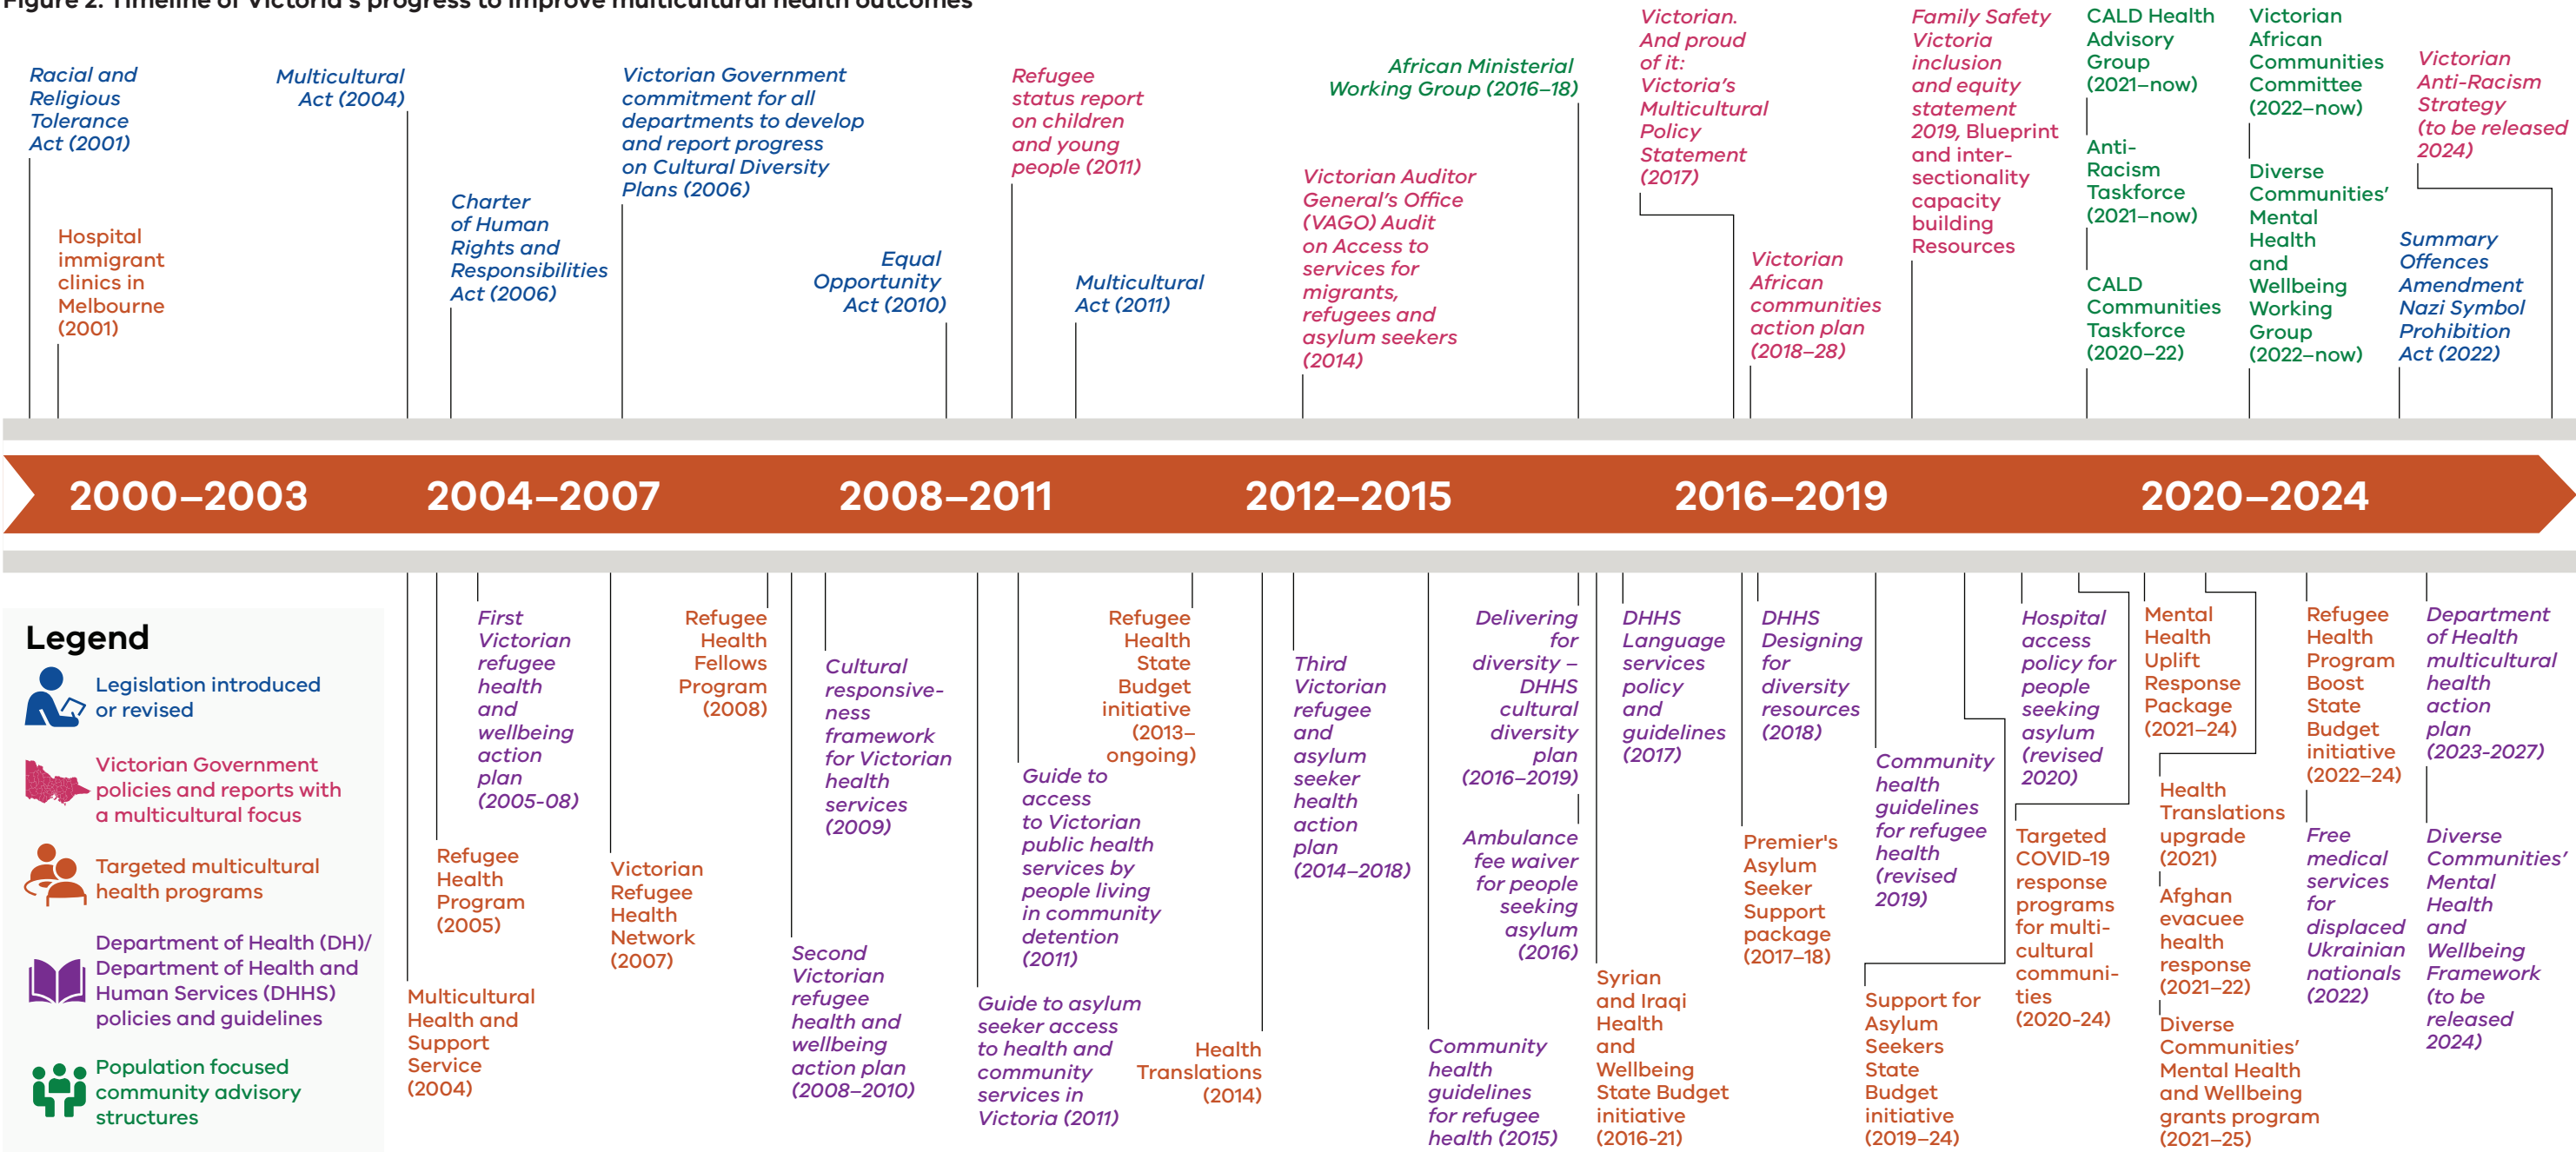 Figure 2: Timeline of Victoria's progress to improve multicultural health outcomes
Racial and
Religious
Tolerance
Act (2001)
Hospital
immigrant
clinics in
Melbourne
(2001)
Multicultural
Act (2004)
Charter
of Human
Rights and
Responsibilities
Act (2006)
Victorian Government
commitment for all
departments to develop
and report progress
on Cultural Diversity
Plans (2006)
Equal
Opportunity
Act (2010)
Refugee
status report
on children
and young
people (2011)
Multicultural
Act (2011)
Victorian Auditor
General's Office
(VAGO) Audit
on Access to
services for
migrants,
refugees and
asylum seekers
(2014)
African Ministerial
Working Group (2016–18)
Victorian.
And proud
of it:
Victoria's
Multicultural
Policy
Statement
(2017)
Victorian
African
communities
action plan
(2018–28)
Family Safety
Victoria
inclusion
and equity
statement
2019, Blueprint
and inter-
sectionality
capacity
building
Resources
CALD Health
Advisory
Group
(2021–now)
Anti-
Racism
Taskforce
(2021–now)
CALD
Communities
Taskforce
(2020–22)
Victorian
African
Communities
Committee
(2022–now)
Diverse
Communities'
Mental
Health
and
Wellbeing
Working
Group
(2022–now)
Victorian
Anti-Racism
Strategy
(to be released
2024)
Summary
Offences
Amendment
Nazi Symbol
Prohibition
Act (2022)
2000–2003
2004–2007
2008–2011
2012–2015
2016–2019
2020–2024
Legend
Legislation introduced
or revised
Victorian Government
policies and reports with
a multicultural focus
Targeted multicultural
health programs
Department of Health (DH)/
Department of Health and
Human Services (DHHS)
policies and guidelines
Population focused
community advisory
structures
Multicultural
Health and
Support
Service
(2004)
Refugee
Health
Program
(2005)
First
Victorian
refugee
health
and
wellbeing
action
plan
(2005-08)
Victorian
Refugee
Health
Network
(2007)
Refugee
Health
Fellows
Program
(2008)
Second
Victorian
refugee
health and
wellbeing
action plan
(2008–2010)
Cultural
responsive-
ness
framework
for Victorian
health
services
(2009)
Guide to asylum
seeker access
to health and
community
services in
Victoria (2011)
Guide to
access
to Victorian
public health
services by
people living
in community
detention
(2011)
Refugee
Health
State
Budget
initiative
(2013–
ongoing)
Health
Translations
(2014)
Third
Victorian
refugee
and
asylum
seeker
health
action
plan
(2014–2018)
Community
health
guidelines
for refugee
health (2015)
Delivering
for
diversity –
DHHS
cultural
diversity
plan
(2016–2019)
Ambulance
fee waiver
for people
seeking
asylum
(2016)
Syrian
and Iraqi
Health
and
Wellbeing
State Budget
initiative
(2016-21)
DHHS
Language
services
policy
and
guidelines
(2017)
Premier's
Asylum
Seeker
Support
package
(2017–18)
DHHS
Designing
for
diversity
resources
(2018)
Community
health
guidelines
for refugee
health
(revised
2019)
Support for
Asylum
Seekers
State
Budget
initiative
(2019–24)
Hospital
access
policy for
people
seeking
asylum
(revised
2020)
Targeted
COVID-19
response
programs
for multi-
cultural
communi-
ties
(2020-24)
Mental
Health
Uplift
Response
Package
(2021–24)
Health
Translations
upgrade
(2021)
Afghan
evacuee
health
response
(2021–22)
Diverse
Communities'
Mental Health
and Wellbeing
grants program
(2021–25)
Refugee
Health
Program
Boost
State
Budget
initiative
(2022–24)
Free
medical
services
for
displaced
Ukrainian
nationals
(2022)
Department
of Health
multicultural
health
action
plan
(2023-2027)
Diverse
Communities'
Mental
Health
and
Wellbeing
Framework
(to be
released
2024)